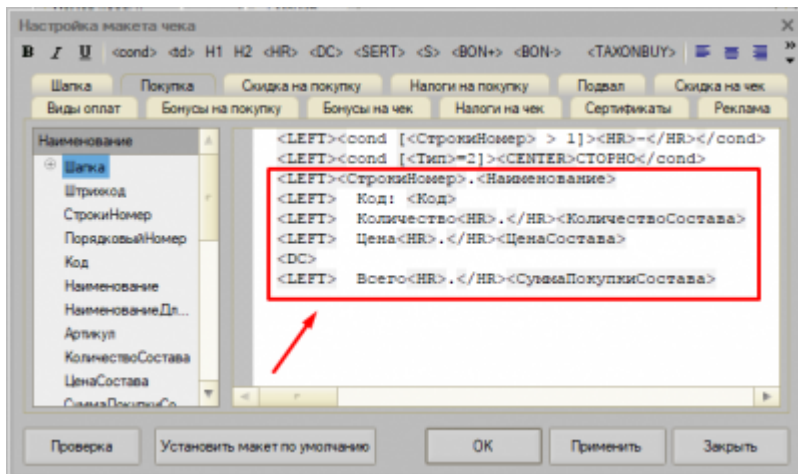 Настройка макета чека
B I U <cond> <dd> H1 H2 <HR> <DC> <SERT> <S> <BON+> <BON-> <TAXONBUY>
Шапка Покупка Скидка на покупку Налоги на покупку Подвал Скидка на чек
Виды оплат Бонусы на покупку Бонусы на чек Налоги на чек Сертификаты Реклама
Наименование
Шапка
Штрихкод
СтрокиНомер
ПорядковыйНомер
Код
Наименование
НаименованиеДл...
Артикул
КоличествоСостава
ЦенаСостава
СуммаПокупкиСо...
<LEFT><cond [<СтрокиНомер> > 1]><HR>-</HR></cond>
<LEFT><cond [<Тип>=2]><CENTER>СТОРНО</cond>
<LEFT><СтрокиНомер>.<Наименование>
<LEFT> Код: <Код>
<LEFT> Количество<HR>.</HR><КоличествоСостава>
<LEFT> Цена<HR>.</HR><ЦенаСостава>
<DC>
<LEFT> Всего<HR>.</HR><СуммаПокупкиСостава>
Проверка Установить макет по умолчанию OK Применить Закрыть